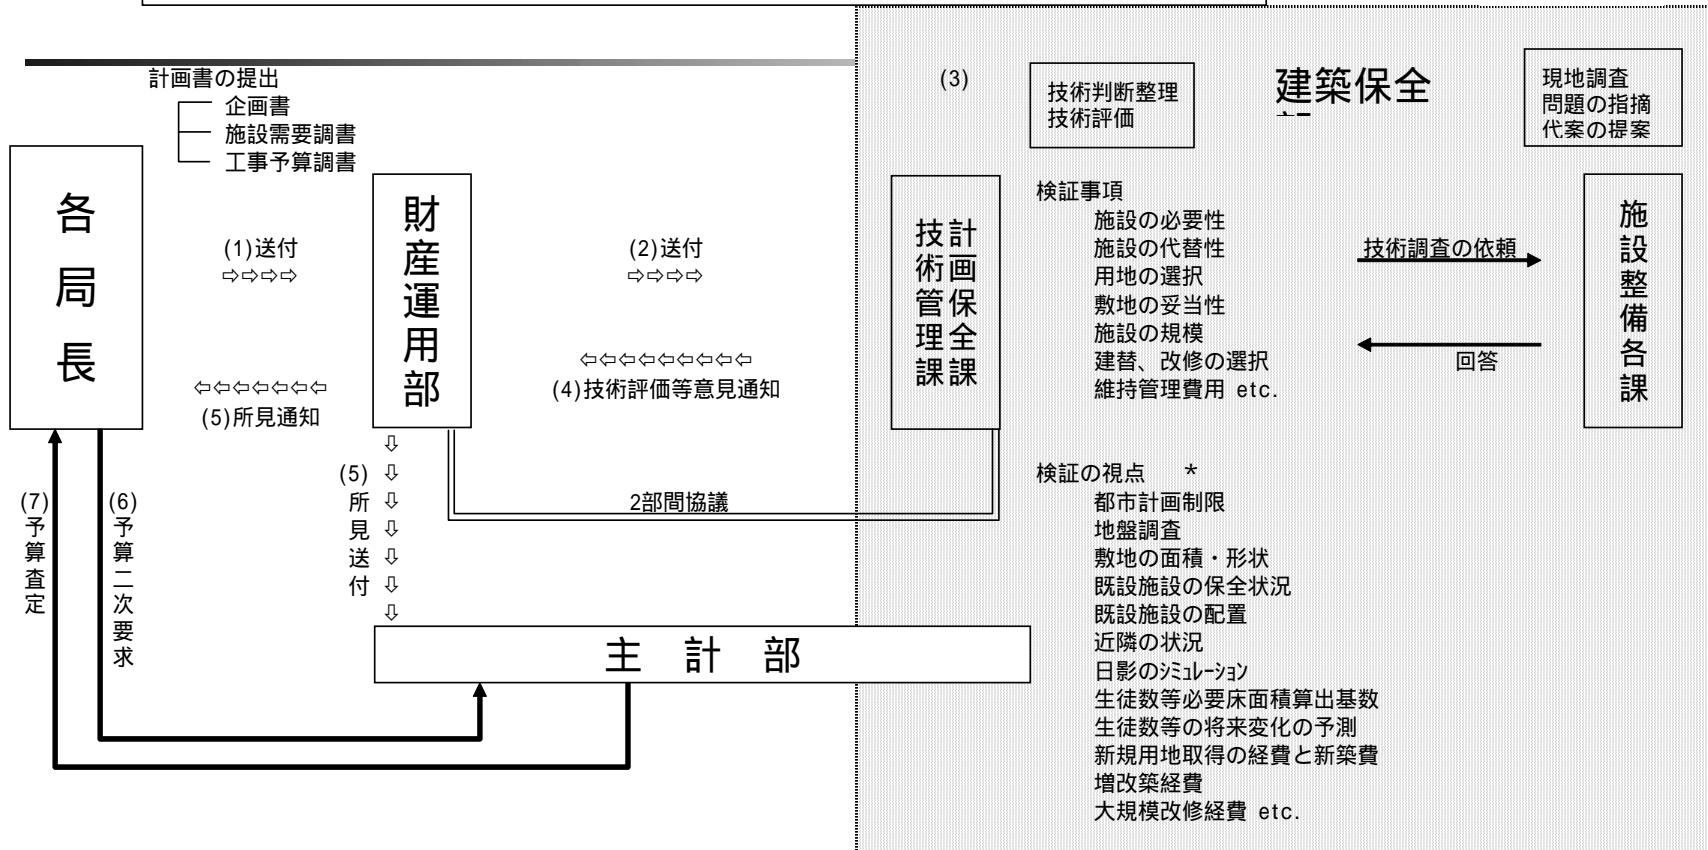 計画書の提出
企画書
施設需要調書
工事予算調書
各局長
(1)送付
⇨⇨⇨⇨
⇦⇦⇦⇦⇦⇦⇦
(5)所見通知
財産運用部
(2)送付
⇨⇨⇨⇨
⇦⇦⇦⇦⇦⇦⇦⇦⇦
(4)技術評価等意見通知
(7)予算査定
(6)予算二次要求
(5)所見送付
⇩⇩⇩⇩⇩⇩⇩
2部間協議
主計部
(3)
技術判断整理
技術評価
建築保全
現地調査
問題の指摘
代案の提案
計画保全課
技術管理課
検証事項
施設の必要性
施設の代替性
用地の選択
敷地の妥当性
施設の規模
建替、改修の選択
維持管理費用 etc.
技術調査の依頼
回答
施設整備各課
検証の視点 *
都市計画制限
地盤調査
敷地の面積・形状
既設施設の保全状況
既設施設の配置
近隣の状況
日影のｼﾐｭﾚｰｼｮﾝ
生徒数等必要床面積算出基数
生徒数等の将来変化の予測
新規用地取得の経費と新築費
増改築経費
大規模改修経費 etc.